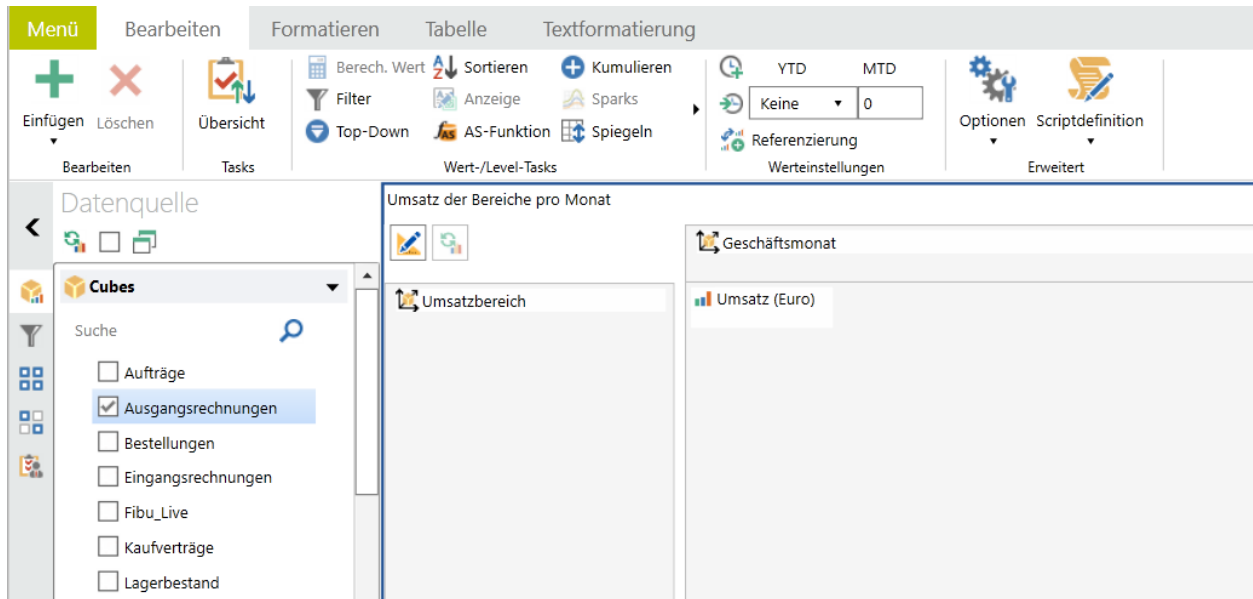 Menü Bearbeiten Formatieren Tabelle Textformatierung
Berech. Wert Sortieren Kumulieren YTD MTD
Filter Anzeige Sparks Keine 0
Einfügen Löschen Übersicht Top-Down AS-Funktion Spiegeln Referenzierung Optionen Scriptdefinition
Bearbeiten Tasks Wert-/Level-Tasks Werteinstellungen Erweitert
Datenquelle
Umsatz der Bereiche pro Monat
Geschäftsmonat
Cubes
Umsatzbereich
Umsatz (Euro)
Suche
Aufträge
Ausgangsrechnungen
Bestellungen
Eingangsrechnungen
Fibu_Live
Kaufverträge
Lagerbestand